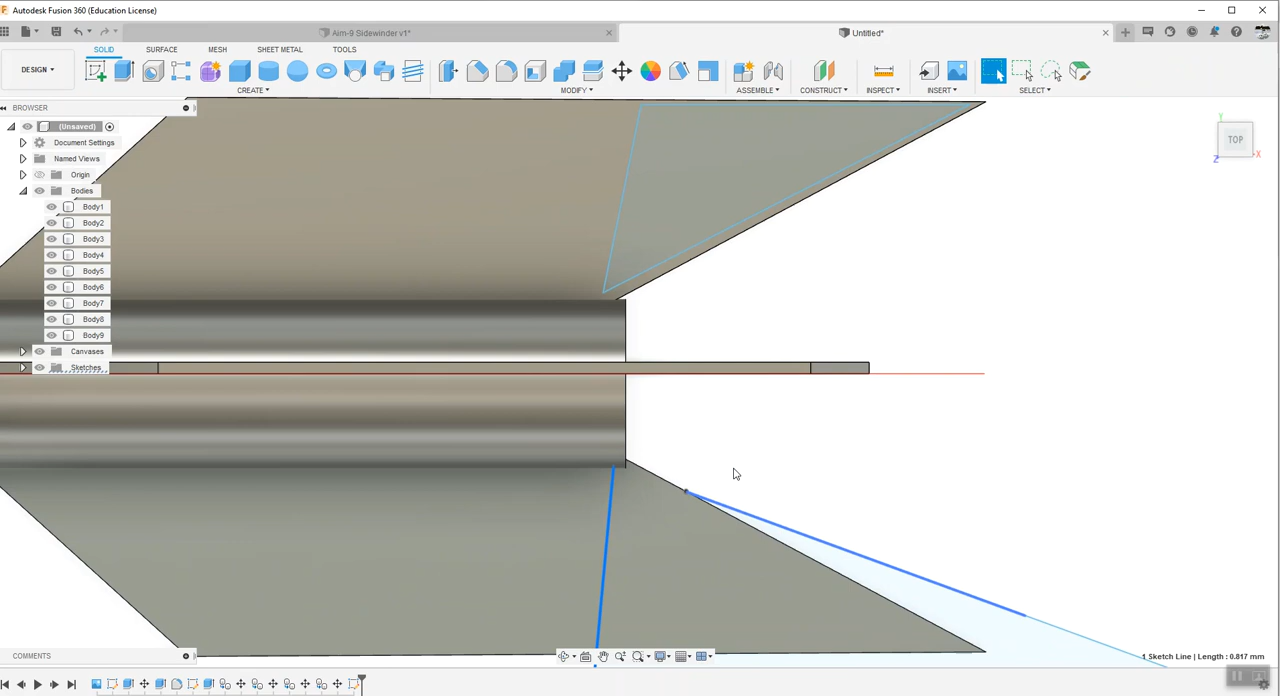 Autodesk Fusion 360 (Education License)
Aim-9 Sidewinder v1*
Untitled*
DESIGN
SOLID
SURFACE
MESH
SHEET METAL
TOOLS
CREATE
MODIFY
ASSEMBLE
CONSTRUCT
INSPECT
INSERT
SELECT
BROWSER
(Unsaved)
Document Settings
Named Views
Origin
Bodies
Body1
Body2
Body3
Body4
Body5
Body6
Body7
Body8
Body9
Canvases
Sketches
Y
TOP
X
Z
COMMENTS
1 Sketch Line | Length : 0.817 mm